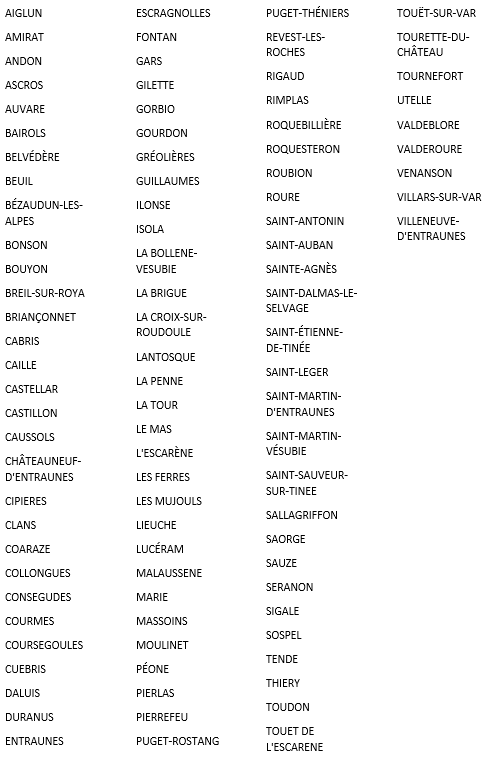 AIGLUN
AMIRAT
ANDON
ASCROS
AUVARE
BAIROLS
BELVÉDÈRE
BEUIL
BÉZAUDUN-LES-
ALPES
BONSON
BOUYON
BREIL-SUR-ROYA
BRIANÇONNET
CABRIS
CAILLE
CASTELLAR
CASTILLON
CAUSSOLS
CHÂTEAUNEUF-
D'ENTRAUNES
CIPIERES
CLANS
COARAZE
COLLONGUES
CONSEGUDES
COURMES
COURSEGOULES
CUEBRIS
DALUIS
DURANUS
ENTRAUNES
ESCRAGNOLLES
FONTAN
GARS
GILETTE
GORBIO
GOURDON
GRÉOLIÈRES
GUILLAUMES
ILONSE
ISOLA
LA BOLLENE-
VESUBIE
LA BRIGUE
LA CROIX-SUR-
ROUDOULE
LANTOSQUE
LA PENNE
LA TOUR
LE MAS
L'ESCARÈNE
LES FERRES
LES MUJOULS
LIEUCHE
LUCÉRAM
MALAUSSENE
MARIE
MASSOINS
MOULINET
PÉONE
PIERLAS
PIERREFEU
PUGET-ROSTANG
PUGET-THÉNIERS
REVEST-LES-
ROCHES
RIGAUD
RIMPLAS
ROQUEBILLIÈRE
ROQUESTERON
ROUBION
ROURE
SAINT-ANTONIN
SAINT-AUBAN
SAINTE-AGNÈS
SAINT-DALMAS-LE-
SELVAGE
SAINT-ÉTIENNE-
DE-TINÉE
SAINT-LEGER
SAINT-MARTIN-
D'ENTRAUNES
SAINT-MARTIN-
VÉSUBIE
SAINT-SAUVEUR-
SUR-TINEE
SALLAGRIFFON
SAORGE
SAUZE
SERANON
SIGALE
SOSPEL
TENDE
THIERY
TOUDON
TOUET DE
L'ESCARENE
TOUËT-SUR-VAR
TOURETTE-DU-
CHÂTEAU
TOURNEFORT
UTELLE
VALDEBLORE
VALDEROURE
VENANSON
VILLARS-SUR-VAR
VILLENEUVE-
D'ENTRAUNES